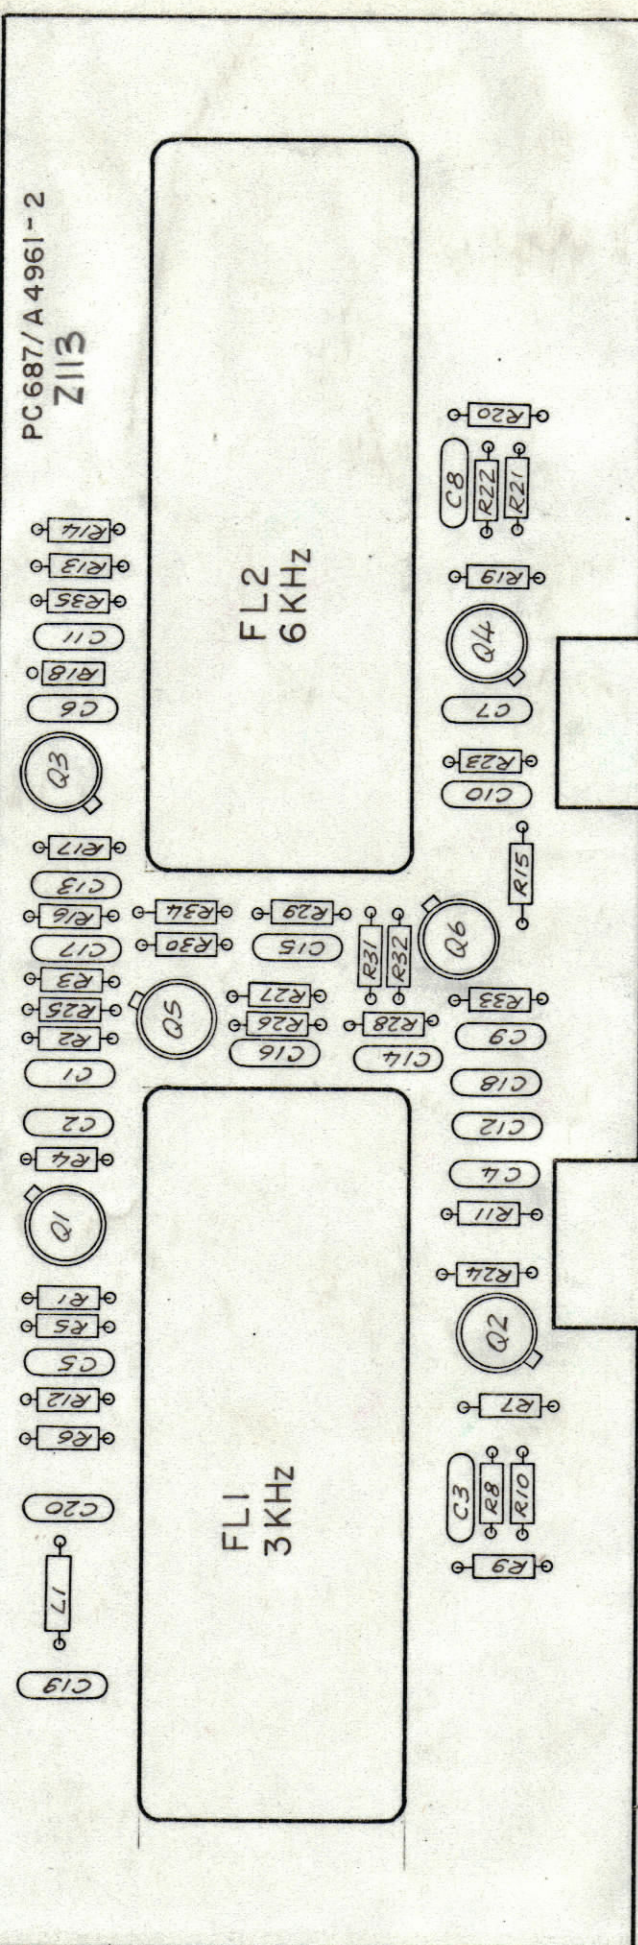 PC687/A4961-2
Z113
FL2
6KHz
R14
R13
R35
C11
R18
C6
Q3
R17
C13
R16
C17
R3
R25
R2
C1
C2
R4
Q1
R1
R5
C5
R12
R6
C20
L1
C19
R34
R30
Q5
R29
C15
R27
R26
C16
R31
R32
R28
C14
FL1
3KHz
R20
C8
R22
R21
R19
Q4
C7
R23
C10
R15
Q6
R33
C9
C18
C12
C4
R11
R24
Q2
R7
C3
R8
R10
R9